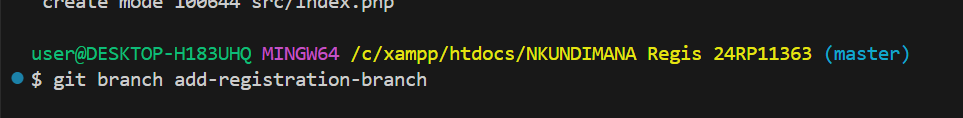 create mode 100644 src/index.php
user@DESKTOP-H183UHQ MINGW64 /c/xampp/htdocs/NKUNDIMANA Regis 24RP11363 (master)
$ git branch add-registration-branch